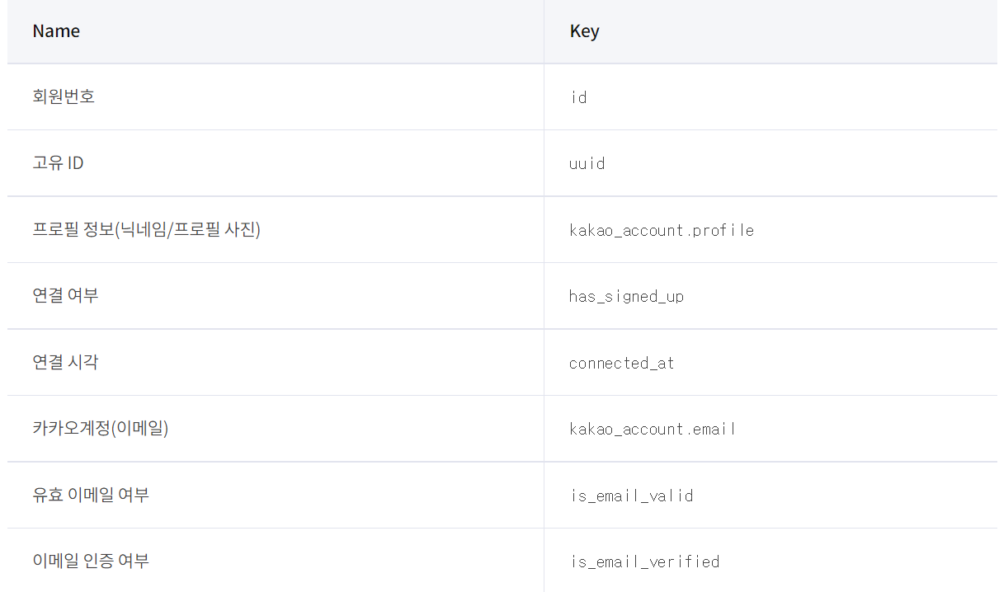 Name Key
회원번호 id
고유 ID uuid
프로필 정보(닉네임/프로필 사진) kakao_account.profile
연결 여부 has_signed_up
연결 시각 connected_at
카카오계정(이메일) kakao_account.email
유효 이메일 여부 is_email_valid
이메일 인증 여부 is_email_verified